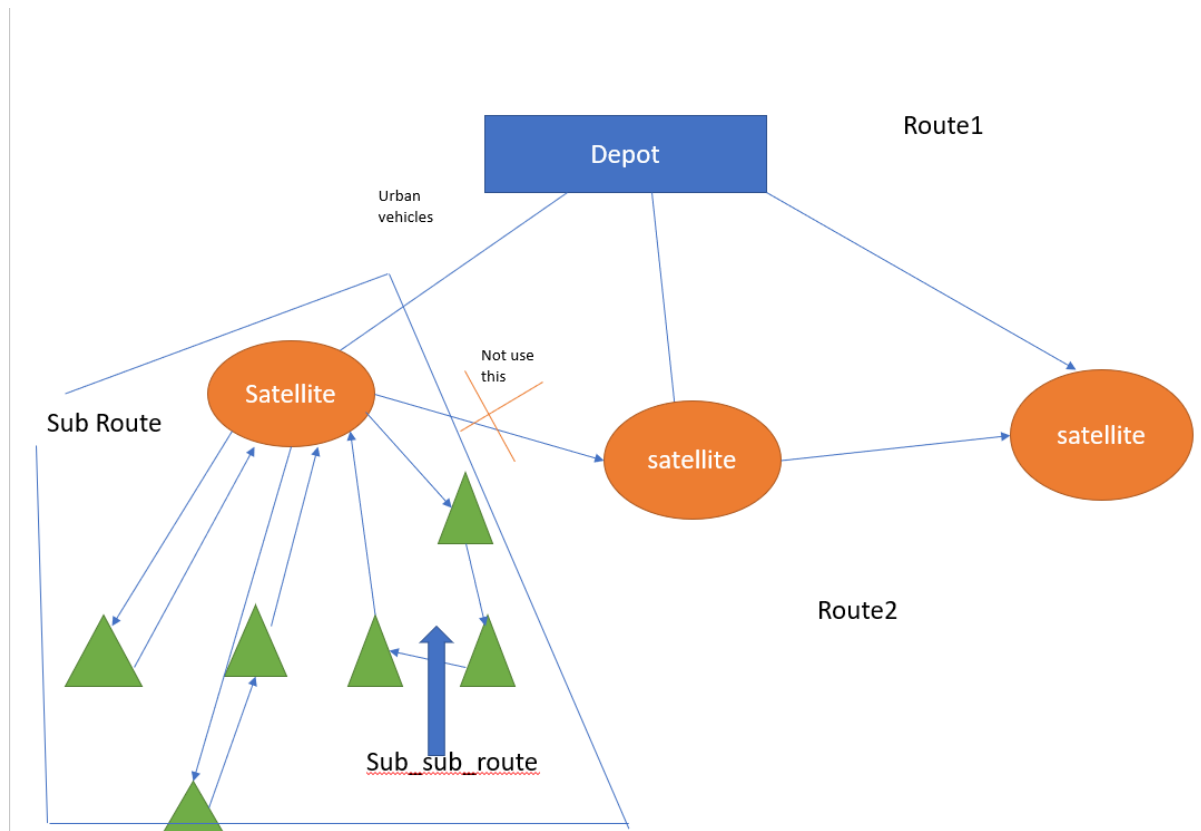 Route1
Depot
Urban
vehicles
Not use
this
Satellite
Sub Route
satellite
satellite
Route2
Sub_sub_route